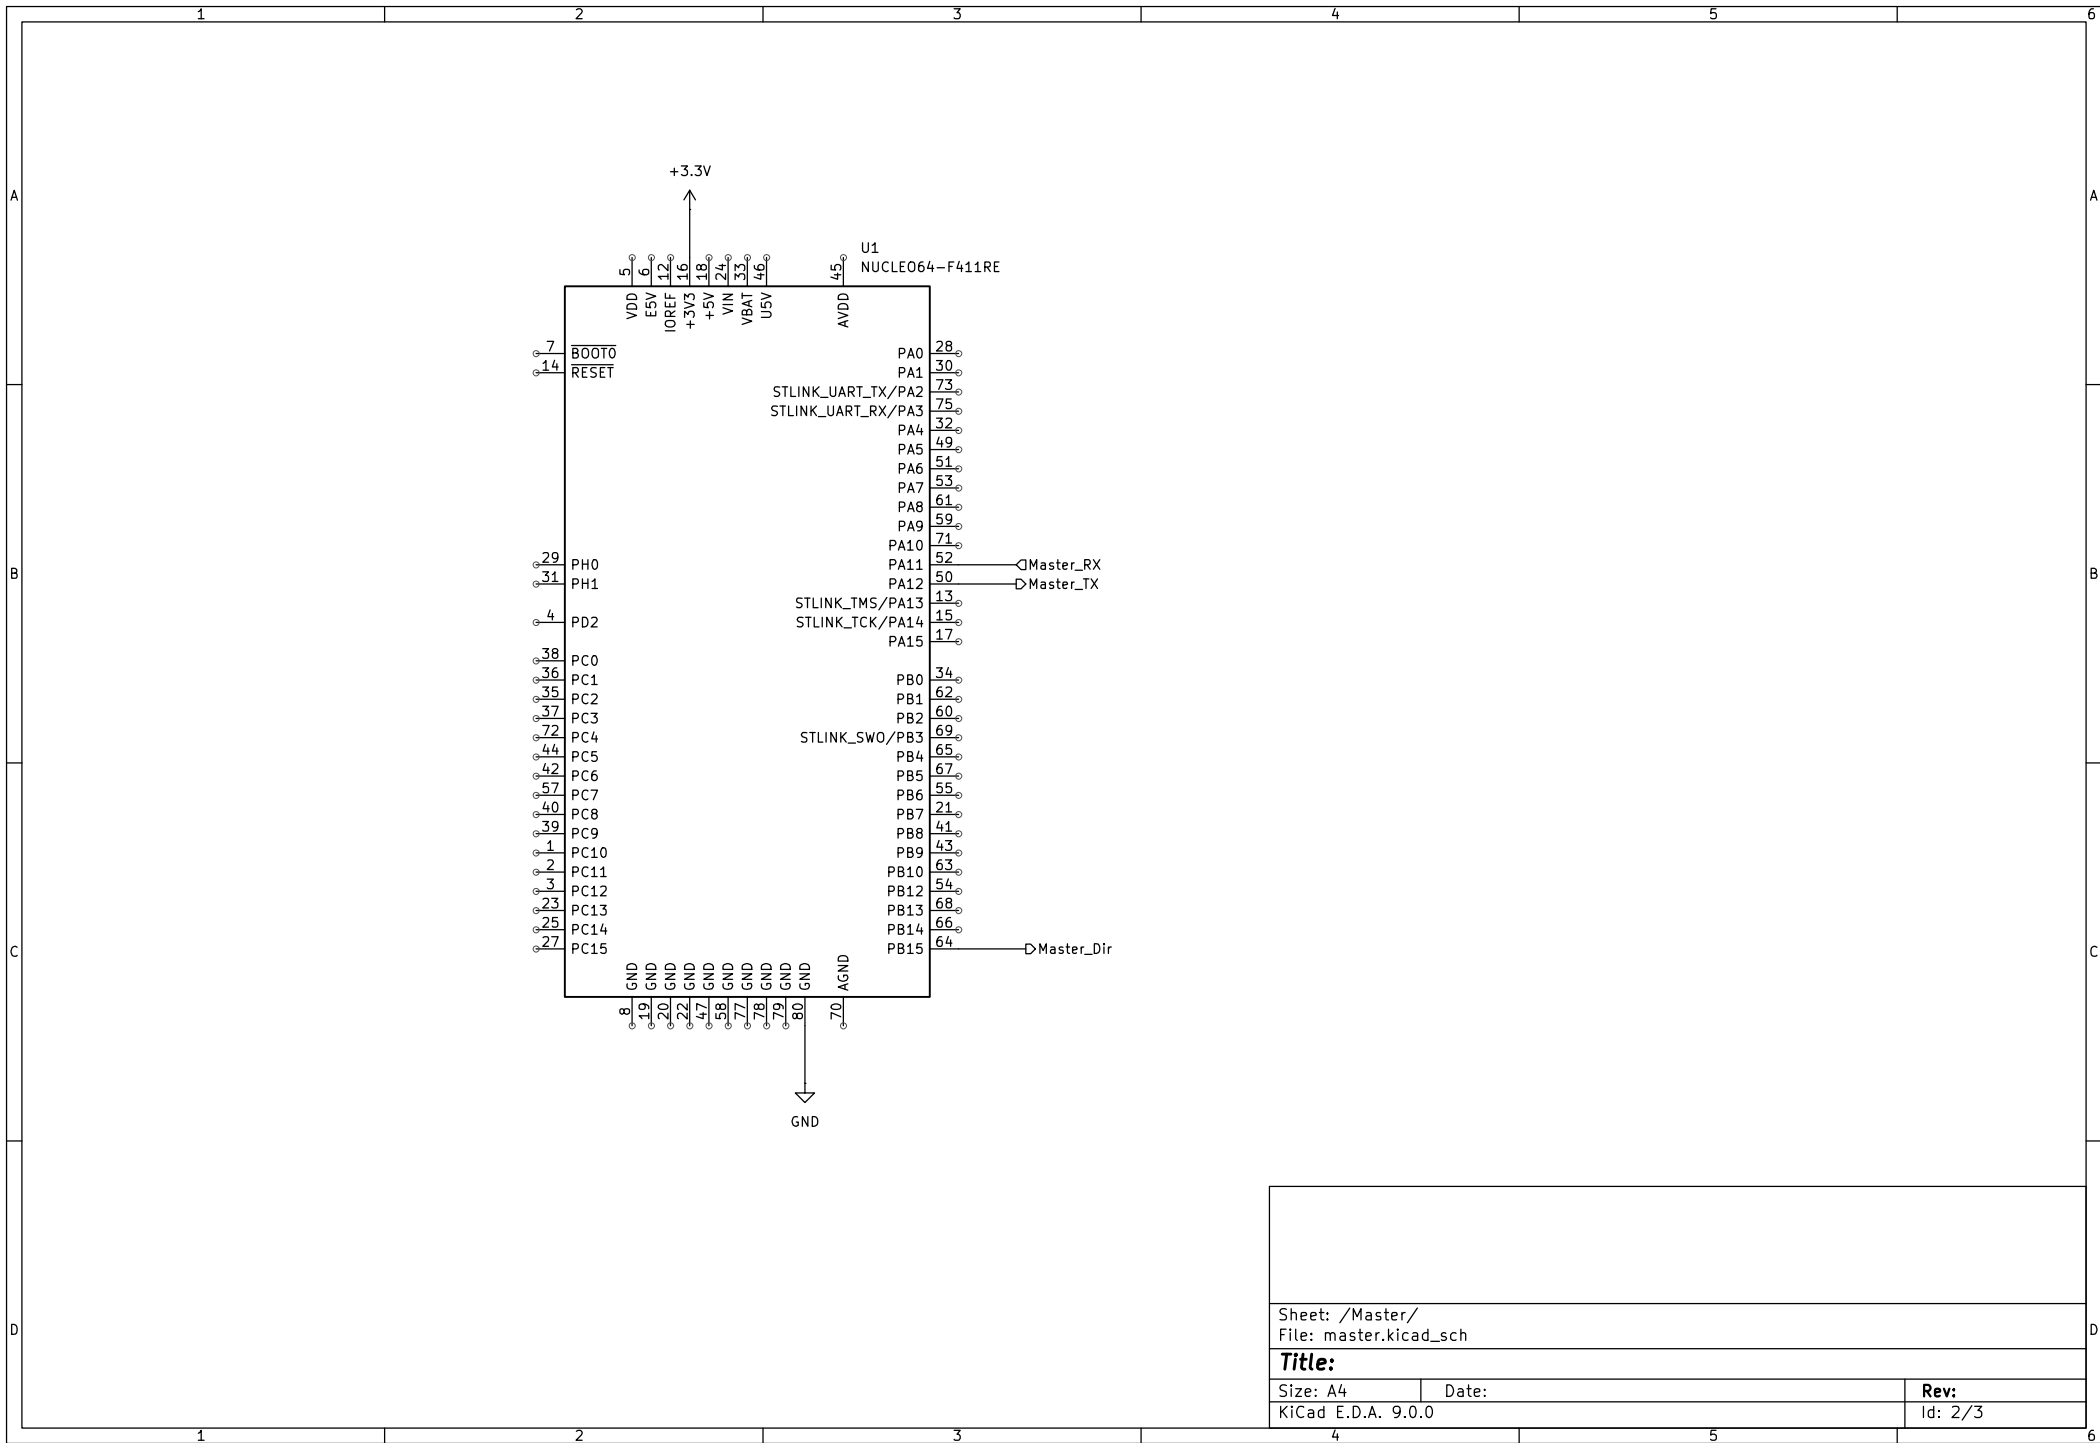 1 2 3 4 5 6
A A
+3.3V
U1
NUCLEO64-F411RE
5 6 12 16 18 24 33 46 45
VDD E5V IOREF +3V3 +5V VIN VBAT U5V AVDD
7 BOOT0 PA0 28
14 RESET PA1 30
STLINK_UART_TX/PA2 73
STLINK_UART_RX/PA3 75
PA4 32
PA5 49
PA6 51
PA7 53
PA8 61
PA9 59
PA10 71
29 PH0 PA11 52 Master_RX
B B
31 PH1 PA12 50 Master_TX
STLINK_TMS/PA13 13
4 PD2 STLINK_TCK/PA14 15
PA15 17
38 PC0
36 PC1 PB0 34
35 PC2 PB1 62
37 PC3 PB2 60
72 PC4 STLINK_SWO/PB3 69
44 PC5 PB4 65
42 PC6 PB5 67
57 PC7 PB6 55
40 PC8 PB7 21
39 PC9 PB8 41
1 PC10 PB9 43
2 PC11 PB10 63
3 PC12 PB12 54
23 PC13 PB13 68
25 PC14 PB14 66
27 PC15 PB15 64 Master_Dir
C C
GND GND GND GND GND GND GND GND GND GND AGND
8 19 20 22 47 58 77 78 79 80 70
GND
Sheet: /Master/
File: master.kicad_sch
D D
Title:
Size: A4 Date: Rev:
KiCad E.D.A. 9.0.0 Id: 2/3
1 2 3 4 5 6